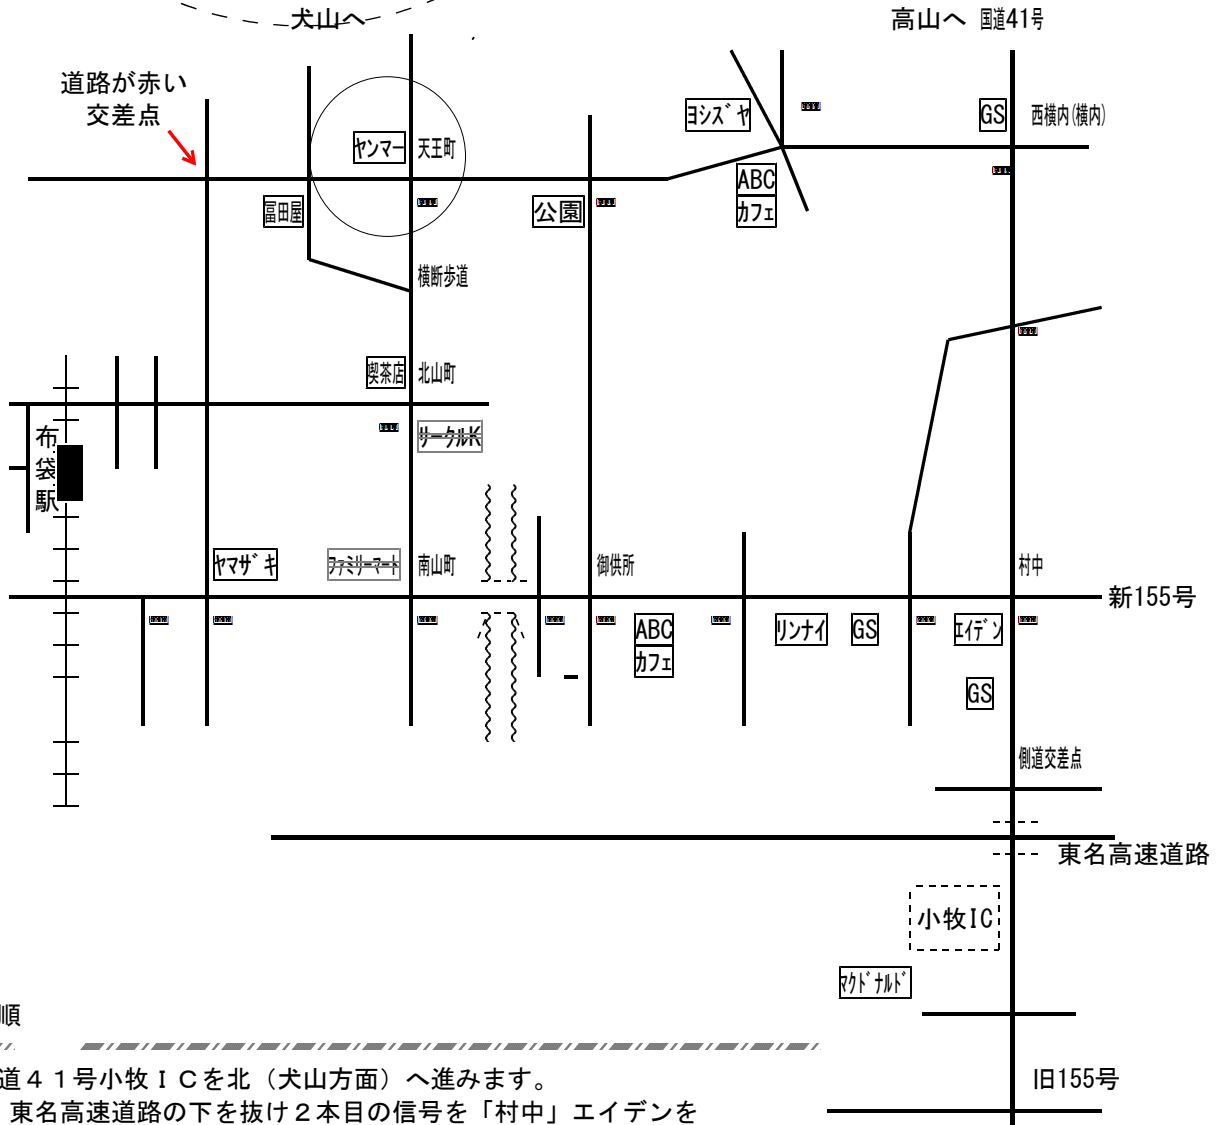 犬山へ
高山へ 国道41号
道路が赤い
交差点
ヨシズヤ
GS
西横内(横内)
ヤンマー
天王町
ABC
カフェ
冨田屋
公園
横断歩道
喫茶店
北山町
サークルK
布袋駅
ヤマザキ
ファミリーマート
南山町
御供所
村中
新155号
ABC
カフェ
リンナイ
GS
エイデン
GS
側道交差点
東名高速道路
小牧IC
マクドナルド
順
道41号小牧ICを北(犬山方面)へ進みます。
旧155号
東名高速道路の下を抜け2本目の信号を「村中」エイデンを